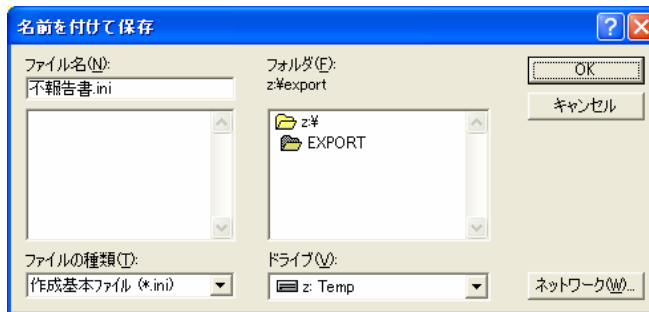 名前を付けて保存
ファイル名(N):
不報告書.ini
フォルダ(F):
z:¥export
OK
キャンセル
z:¥
EXPORT
ファイルの種類(T):
作成基本ファイル (*.ini)
ドライブ(V):
z: Temp
ネットワーク(W)...